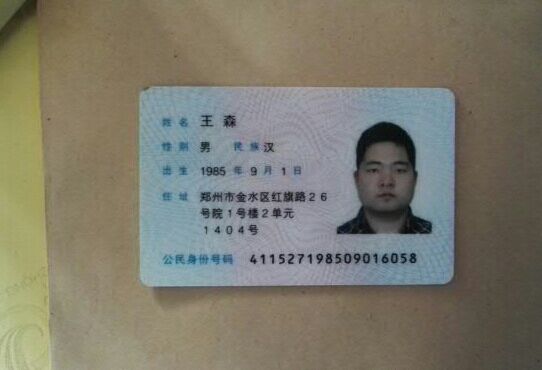 姓名 王森
性别 男 民族 汉
出生 1985 年 9 月 1 日
住址 郑州市金水区红旗路26
号院1号楼2单元
1404号
公民身份号码 411527198509016058